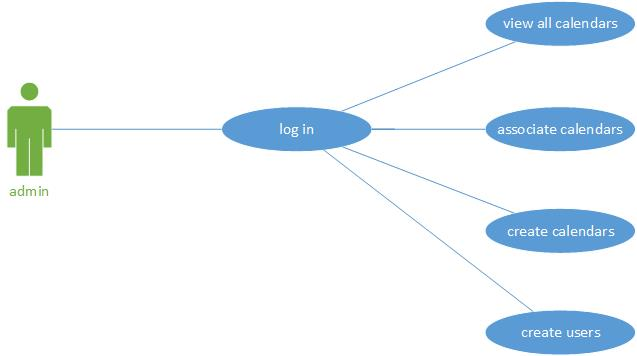 view all calendars
log in
associate calendars
admin
create calendars
create users